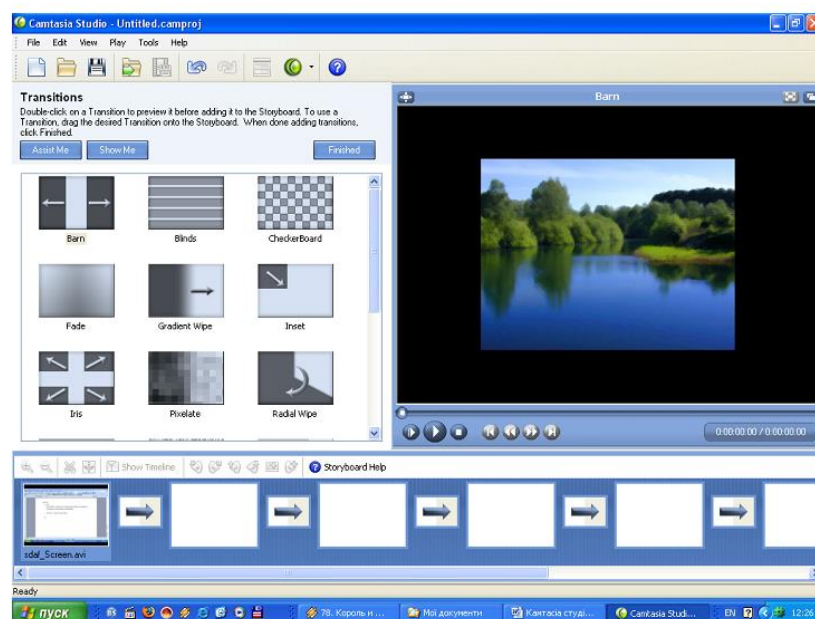 Camtasia Studio - Untitled.camproj
File Edit View Play Tools Help
Transitions
Double-click on a Transition to preview it before adding it to the Storyboard. To use a
Transition, drag the desired Transition onto the Storyboard. When done adding transitions,
click Finished.
Assist Me Show Me Finished
Barn
Barn Blinds CheckerBoard
Fade Gradient Wipe Inset
Iris Pixelate Radial Wipe
0:00:00.00 / 0:00:00.00
Show Timeline Storyboard Help
sdaf_Screen.avi
Ready
пуск 78. Король и ... Мої документи Камтасіа студі... Camtasia Studi... EN 12:26